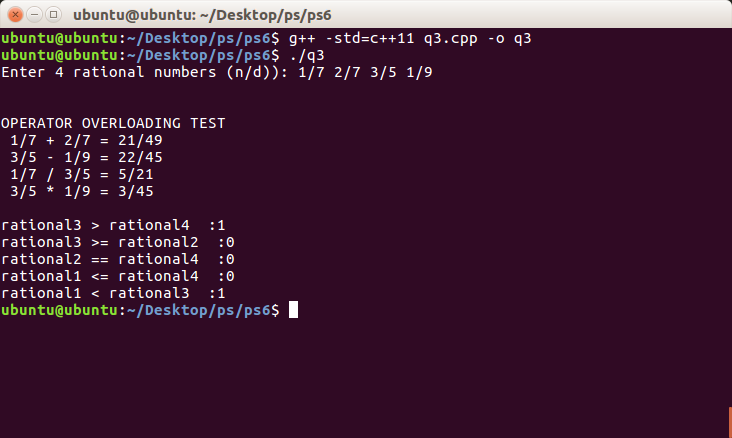 ubuntu@ubuntu: ~/Desktop/ps/ps6
ubuntu@ubuntu:~/Desktop/ps/ps6$ g++ -std=c++11 q3.cpp -o q3
ubuntu@ubuntu:~/Desktop/ps/ps6$ ./q3
Enter 4 rational numbers (n/d)): 1/7 2/7 3/5 1/9
OPERATOR OVERLOADING TEST
1/7 + 2/7 = 21/49
3/5 - 1/9 = 22/45
1/7 / 3/5 = 5/21
3/5 * 1/9 = 3/45
rational3 > rational4  :1
rational3 >= rational2  :0
rational2 == rational4  :0
rational1 <= rational4  :0
rational1 < rational3  :1
ubuntu@ubuntu:~/Desktop/ps/ps6$